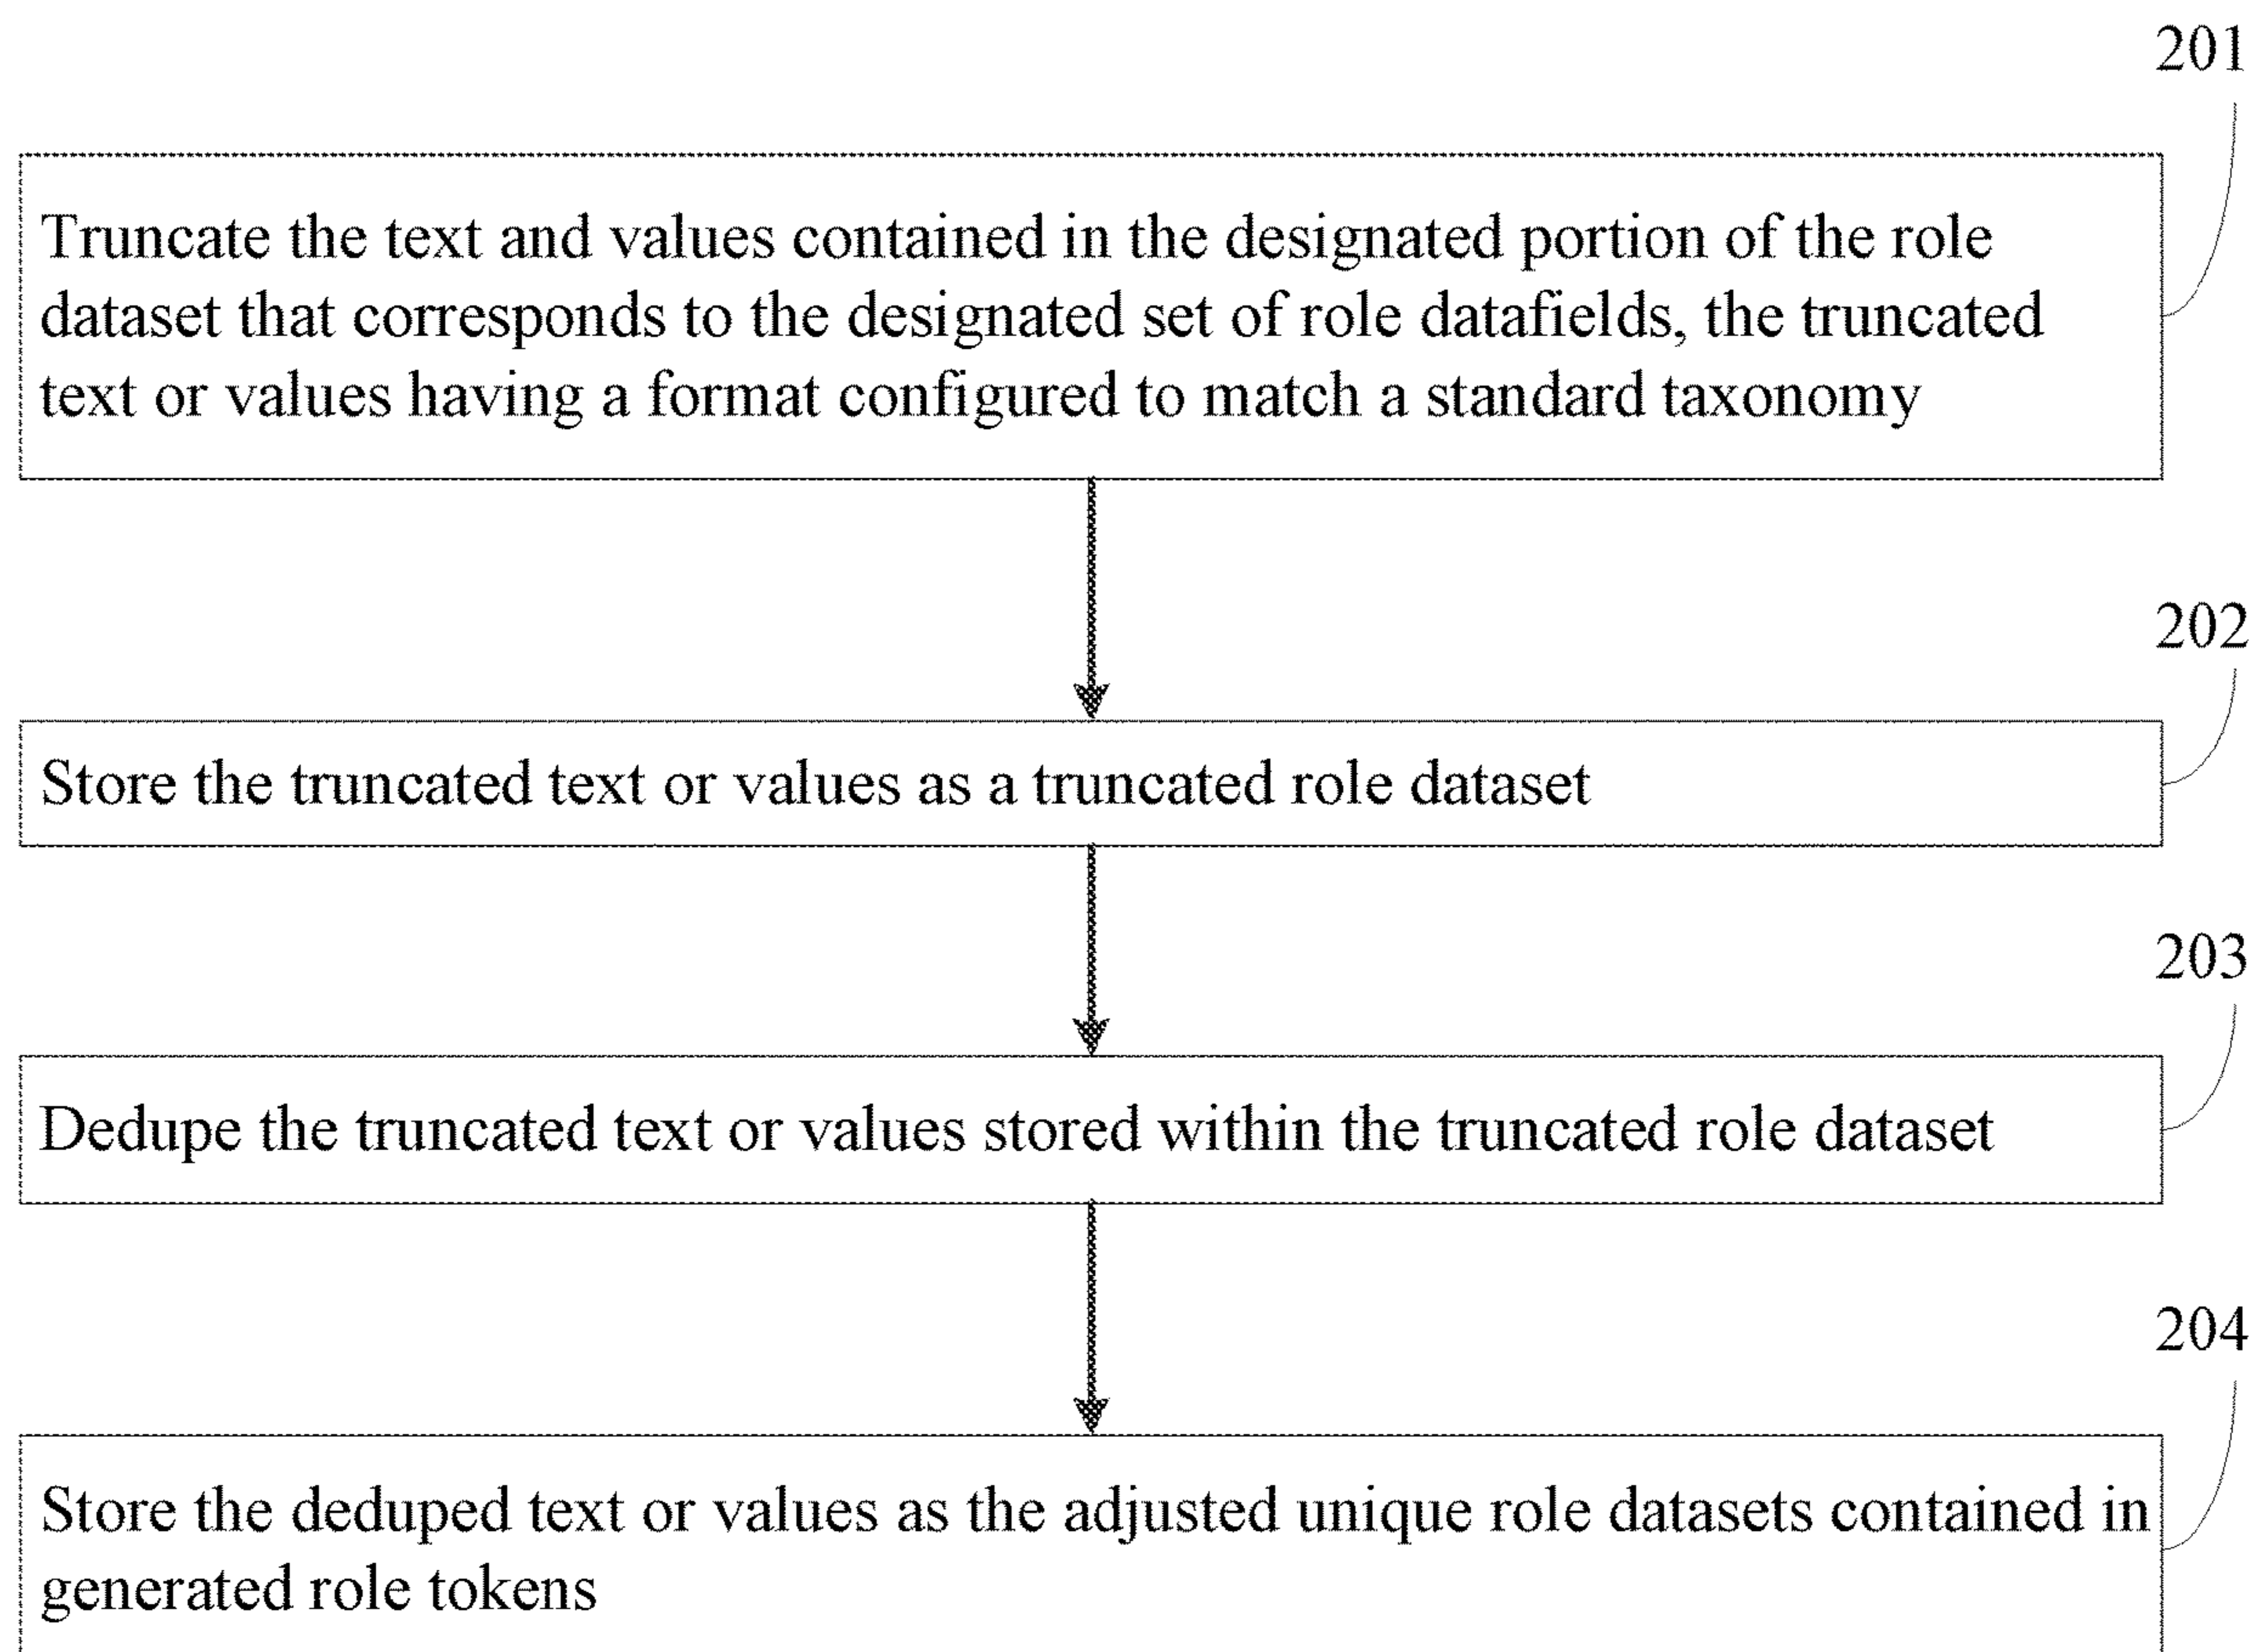 201
Truncate the text and values contained in the designated portion of the role
dataset that corresponds to the designated set of role datafields, the truncated
text or values having a format configured to match a standard taxonomy
202
Store the truncated text or values as a truncated role dataset
203
Dedupe the truncated text or values stored within the truncated role dataset
204
Store the deduped text or values as the adjusted unique role datasets contained in
generated role tokens